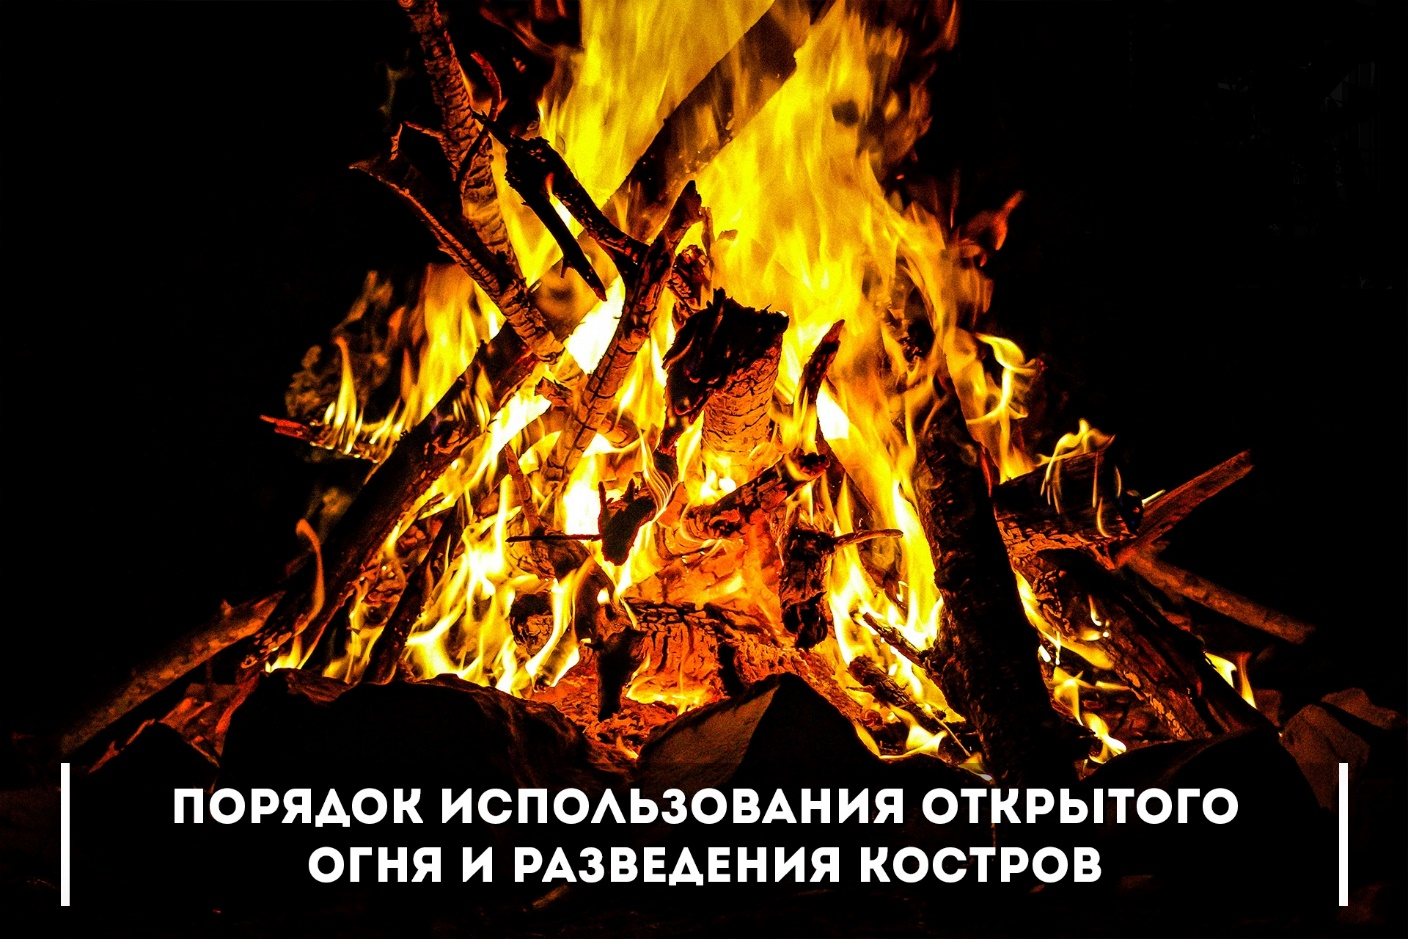 ПОРЯДОК ИСПОЛЬЗОВАНИЯ ОТКРЫТОГО
ОГНЯ И РАЗВЕДЕНИЯ КОСТРОВ